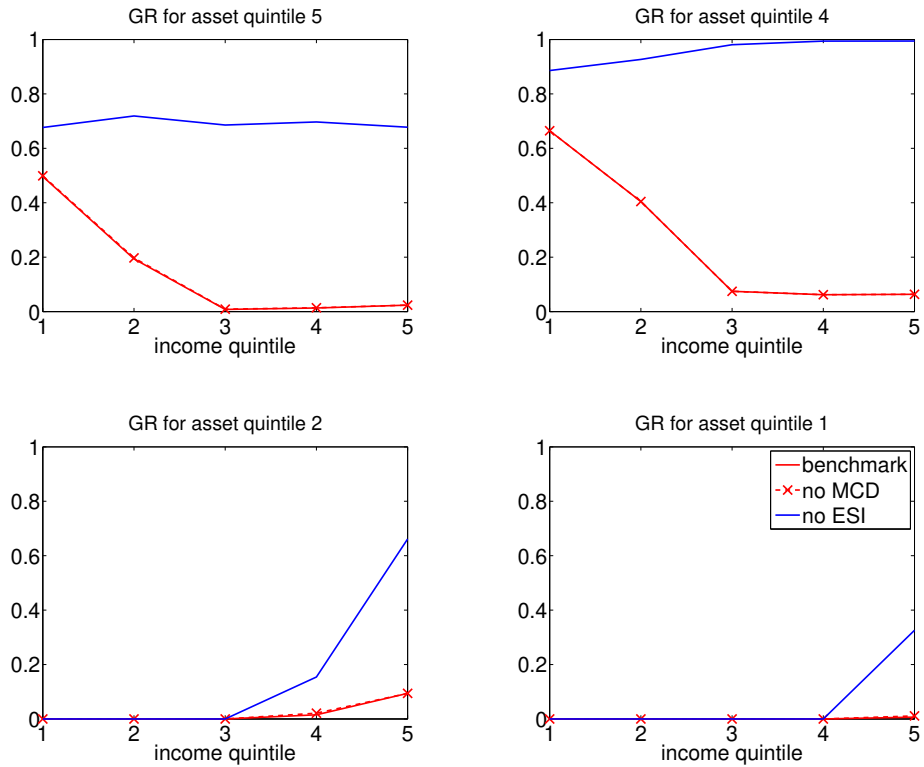 GR for asset quintile 5
1
0.8
0.6
0.4
0.2
0
1 2 3 4 5
income quintile
GR for asset quintile 4
1
0.8
0.6
0.4
0.2
0
1 2 3 4 5
income quintile
GR for asset quintile 2
1
0.8
0.6
0.4
0.2
0
1 2 3 4 5
income quintile
GR for asset quintile 1
1
0.8
0.6
0.4
0.2
0
1 2 3 4 5
income quintile
benchmark
no MCD
no ESI